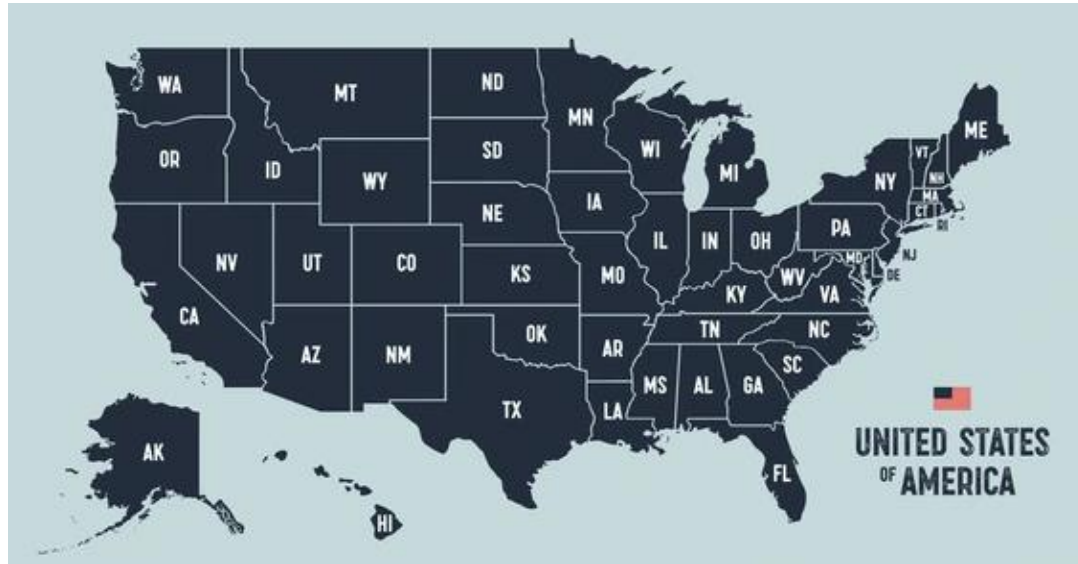 WA
MT
ND
MN
ME
OR
ID
SD
WI
VT
NH
WY
MI
NY
MA
CT
RI
NE
IA
PA
NV
UT
CO
IL
IN
OH
MD
NJ
KS
MO
WV
DE
CA
KY
VA
AZ
NM
OK
TN
NC
AR
SC
TX
MS
AL
GA
LA
AK
FL
HI
UNITED STATES
OF AMERICA